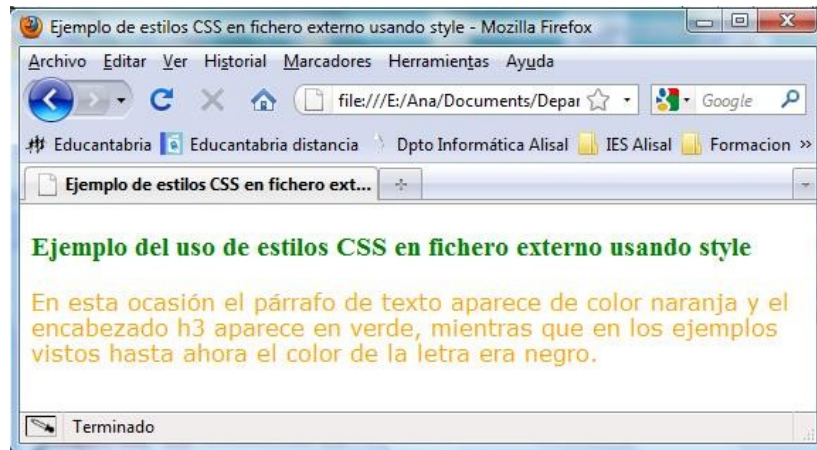 Ejemplo de estilos CSS en fichero externo usando style - Mozilla Firefox
Archivo Editar Ver Historial Marcadores Herramientas Ayuda
file:///E:/Ana/Documents/Depar Google
Educantabria Educantabria distancia Dpto Informática Alisal IES Alisal Formacion »
Ejemplo de estilos CSS en fichero ext...
Ejemplo del uso de estilos CSS en fichero externo usando style
En esta ocasión el párrafo de texto aparece de color naranja y el
encabezado h3 aparece en verde, mientras que en los ejemplos
vistos hasta ahora el color de la letra era negro.
Terminado